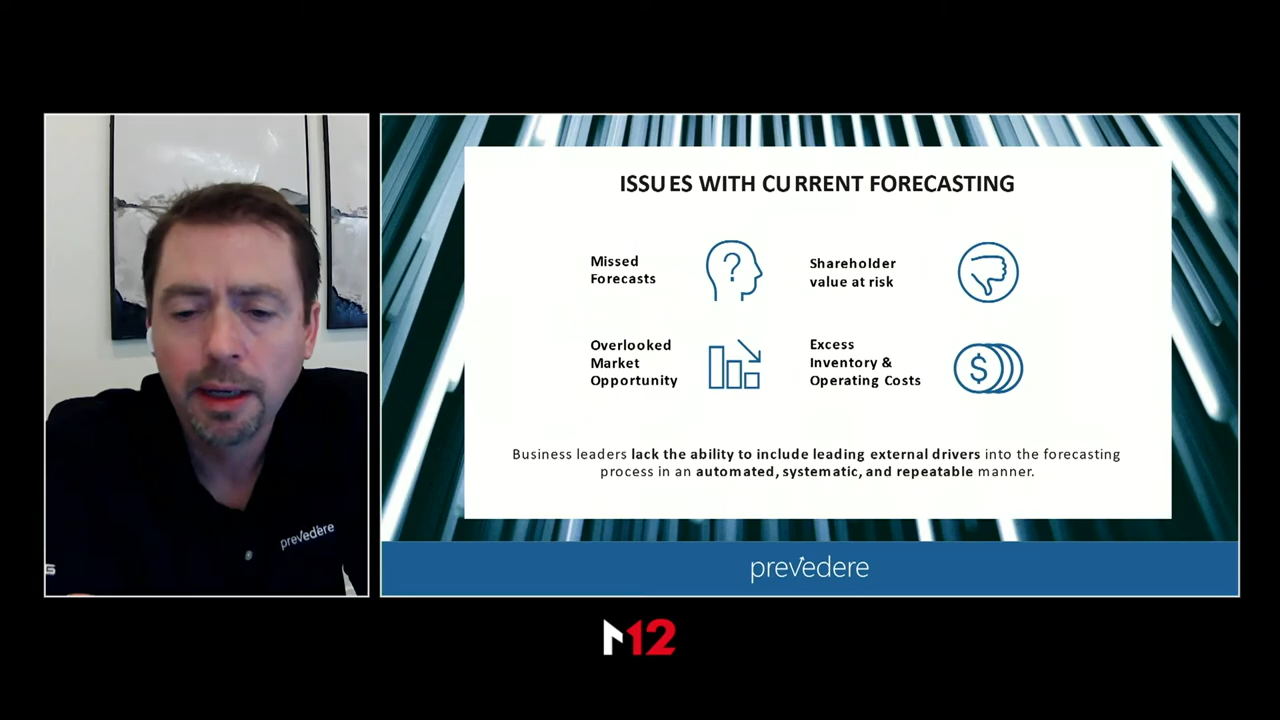 ISSUES WITH CURRENT FORECASTING
Missed
Forecasts
?
Shareholder
value at risk
Overlooked
Market
Opportunity
Excess
Inventory &
Operating Costs
$
Business leaders lack the ability to include leading external drivers into the forecasting
process in an automated, systematic, and repeatable manner.
prevedere
prevedere
M12